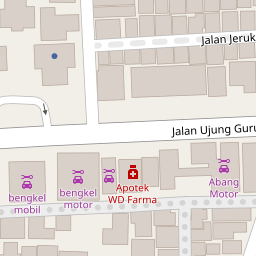 Jalan Jeruk
Jalan Ujung Guru
bengkel
mobil
bengkel
motor
Apotek
WD Farma
Abang
Motor